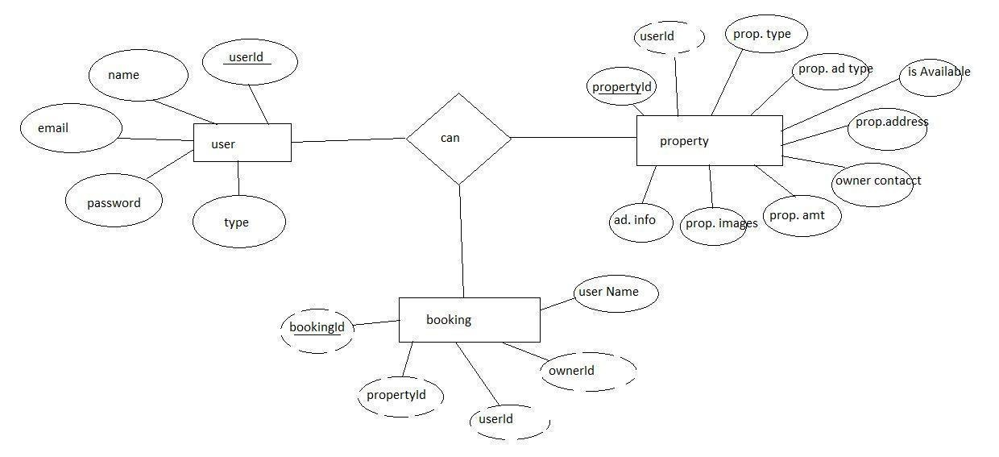 userId
name
email
user
password
type
can
userId
prop. type
propertyId
prop. ad type
is Available
prop.address
property
owner contacct
ad. info
prop. images
prop. amt
user Name
booking
bookingId
ownerId
propertyId
userId